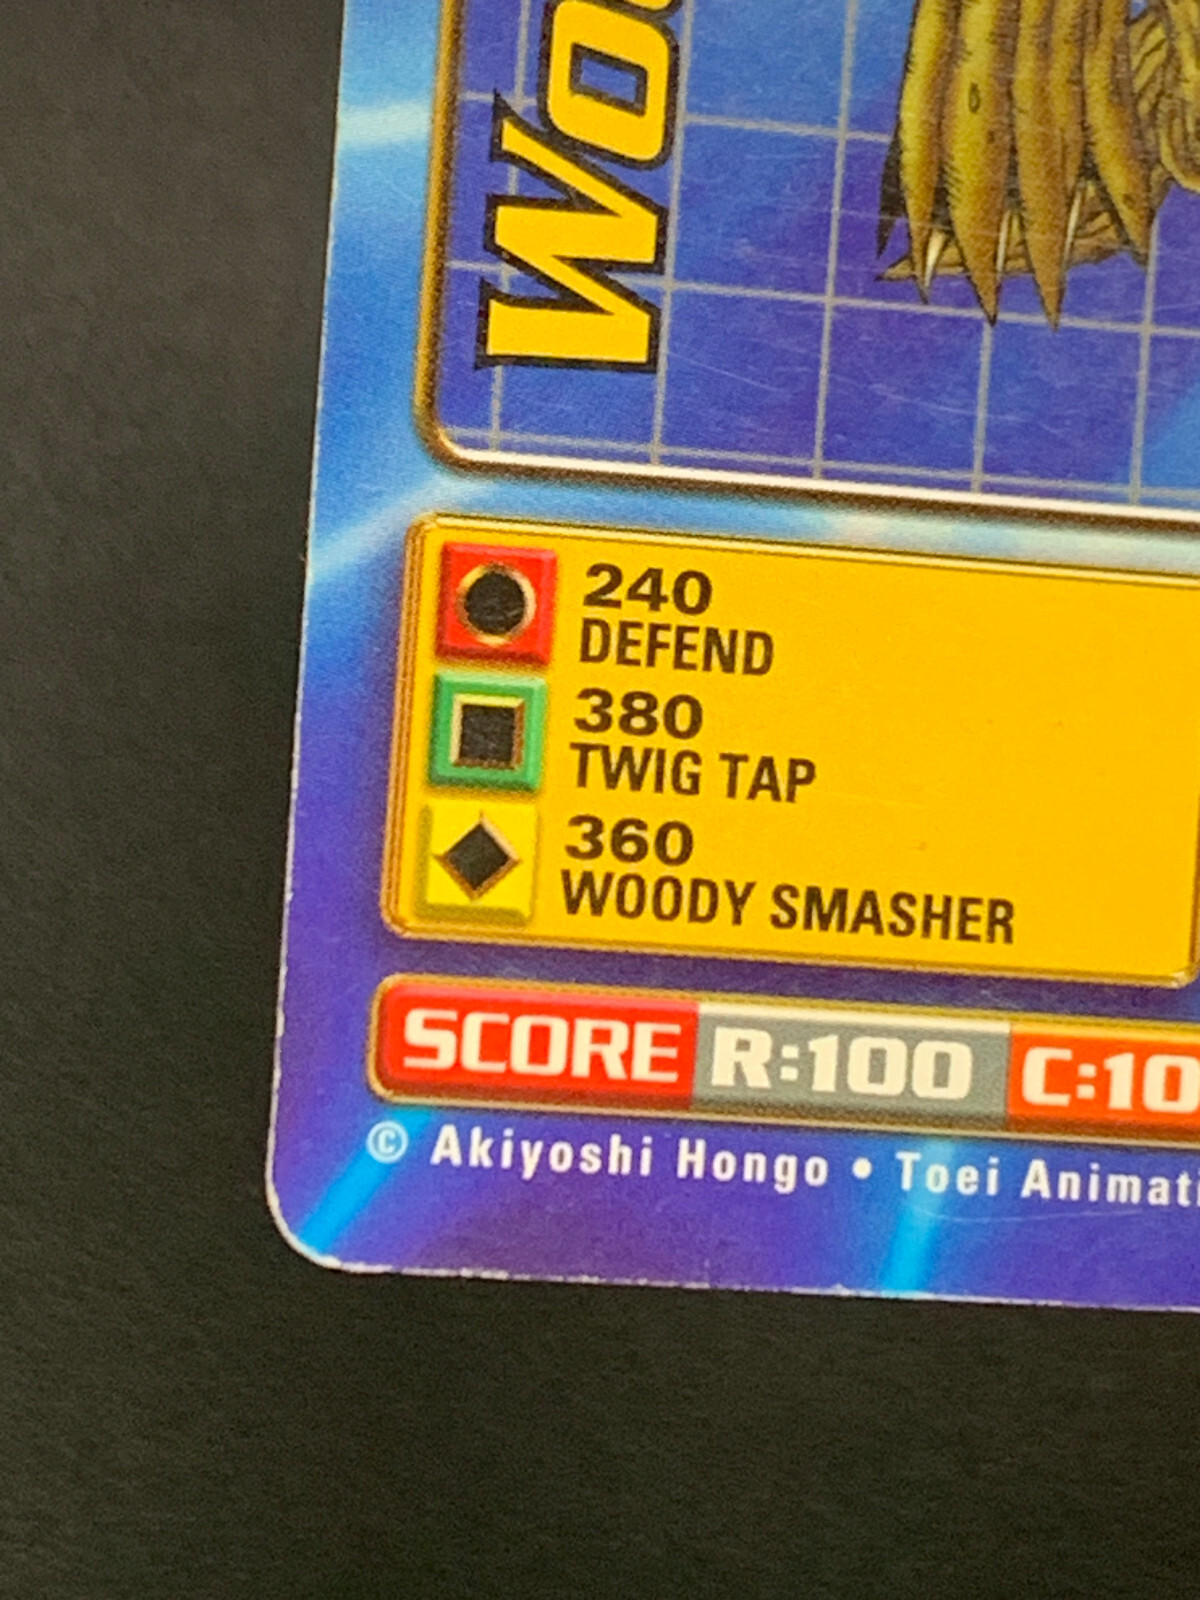 240
DEFEND
380
TWIG TAP
360
WOODY SMASHER
SCORE R:100
© Akiyoshi Hongo • Toei